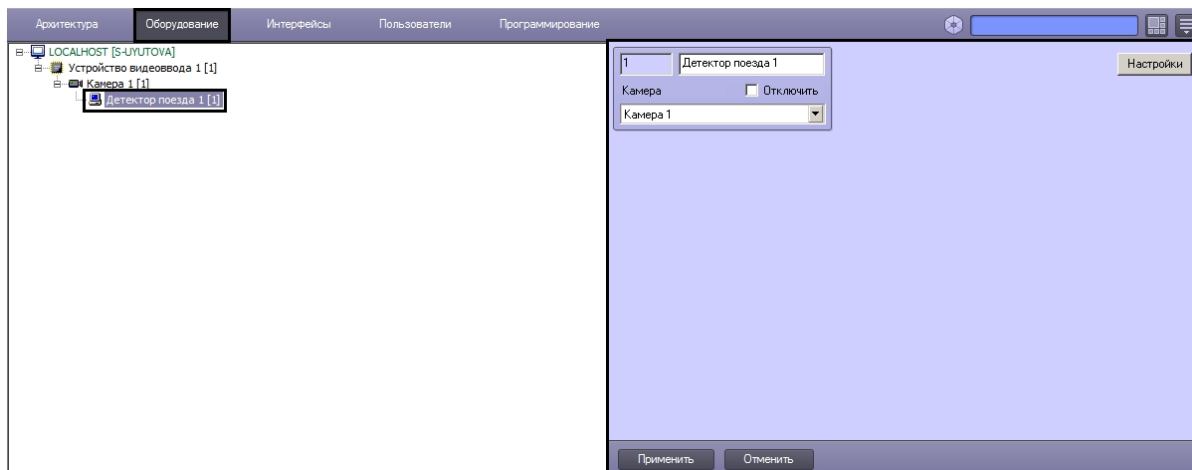 Архитектура Оборудование Интерфейсы Пользователи Программирование
LOCALHOST [S-UYUTOVA]
Устройство видеоввода 1 [1]
Камера 1 [1]
Детектор поезда 1 [1]
1 Детектор поезда 1 Настройки
Камера Отключить
Камера 1
Применить Отменить